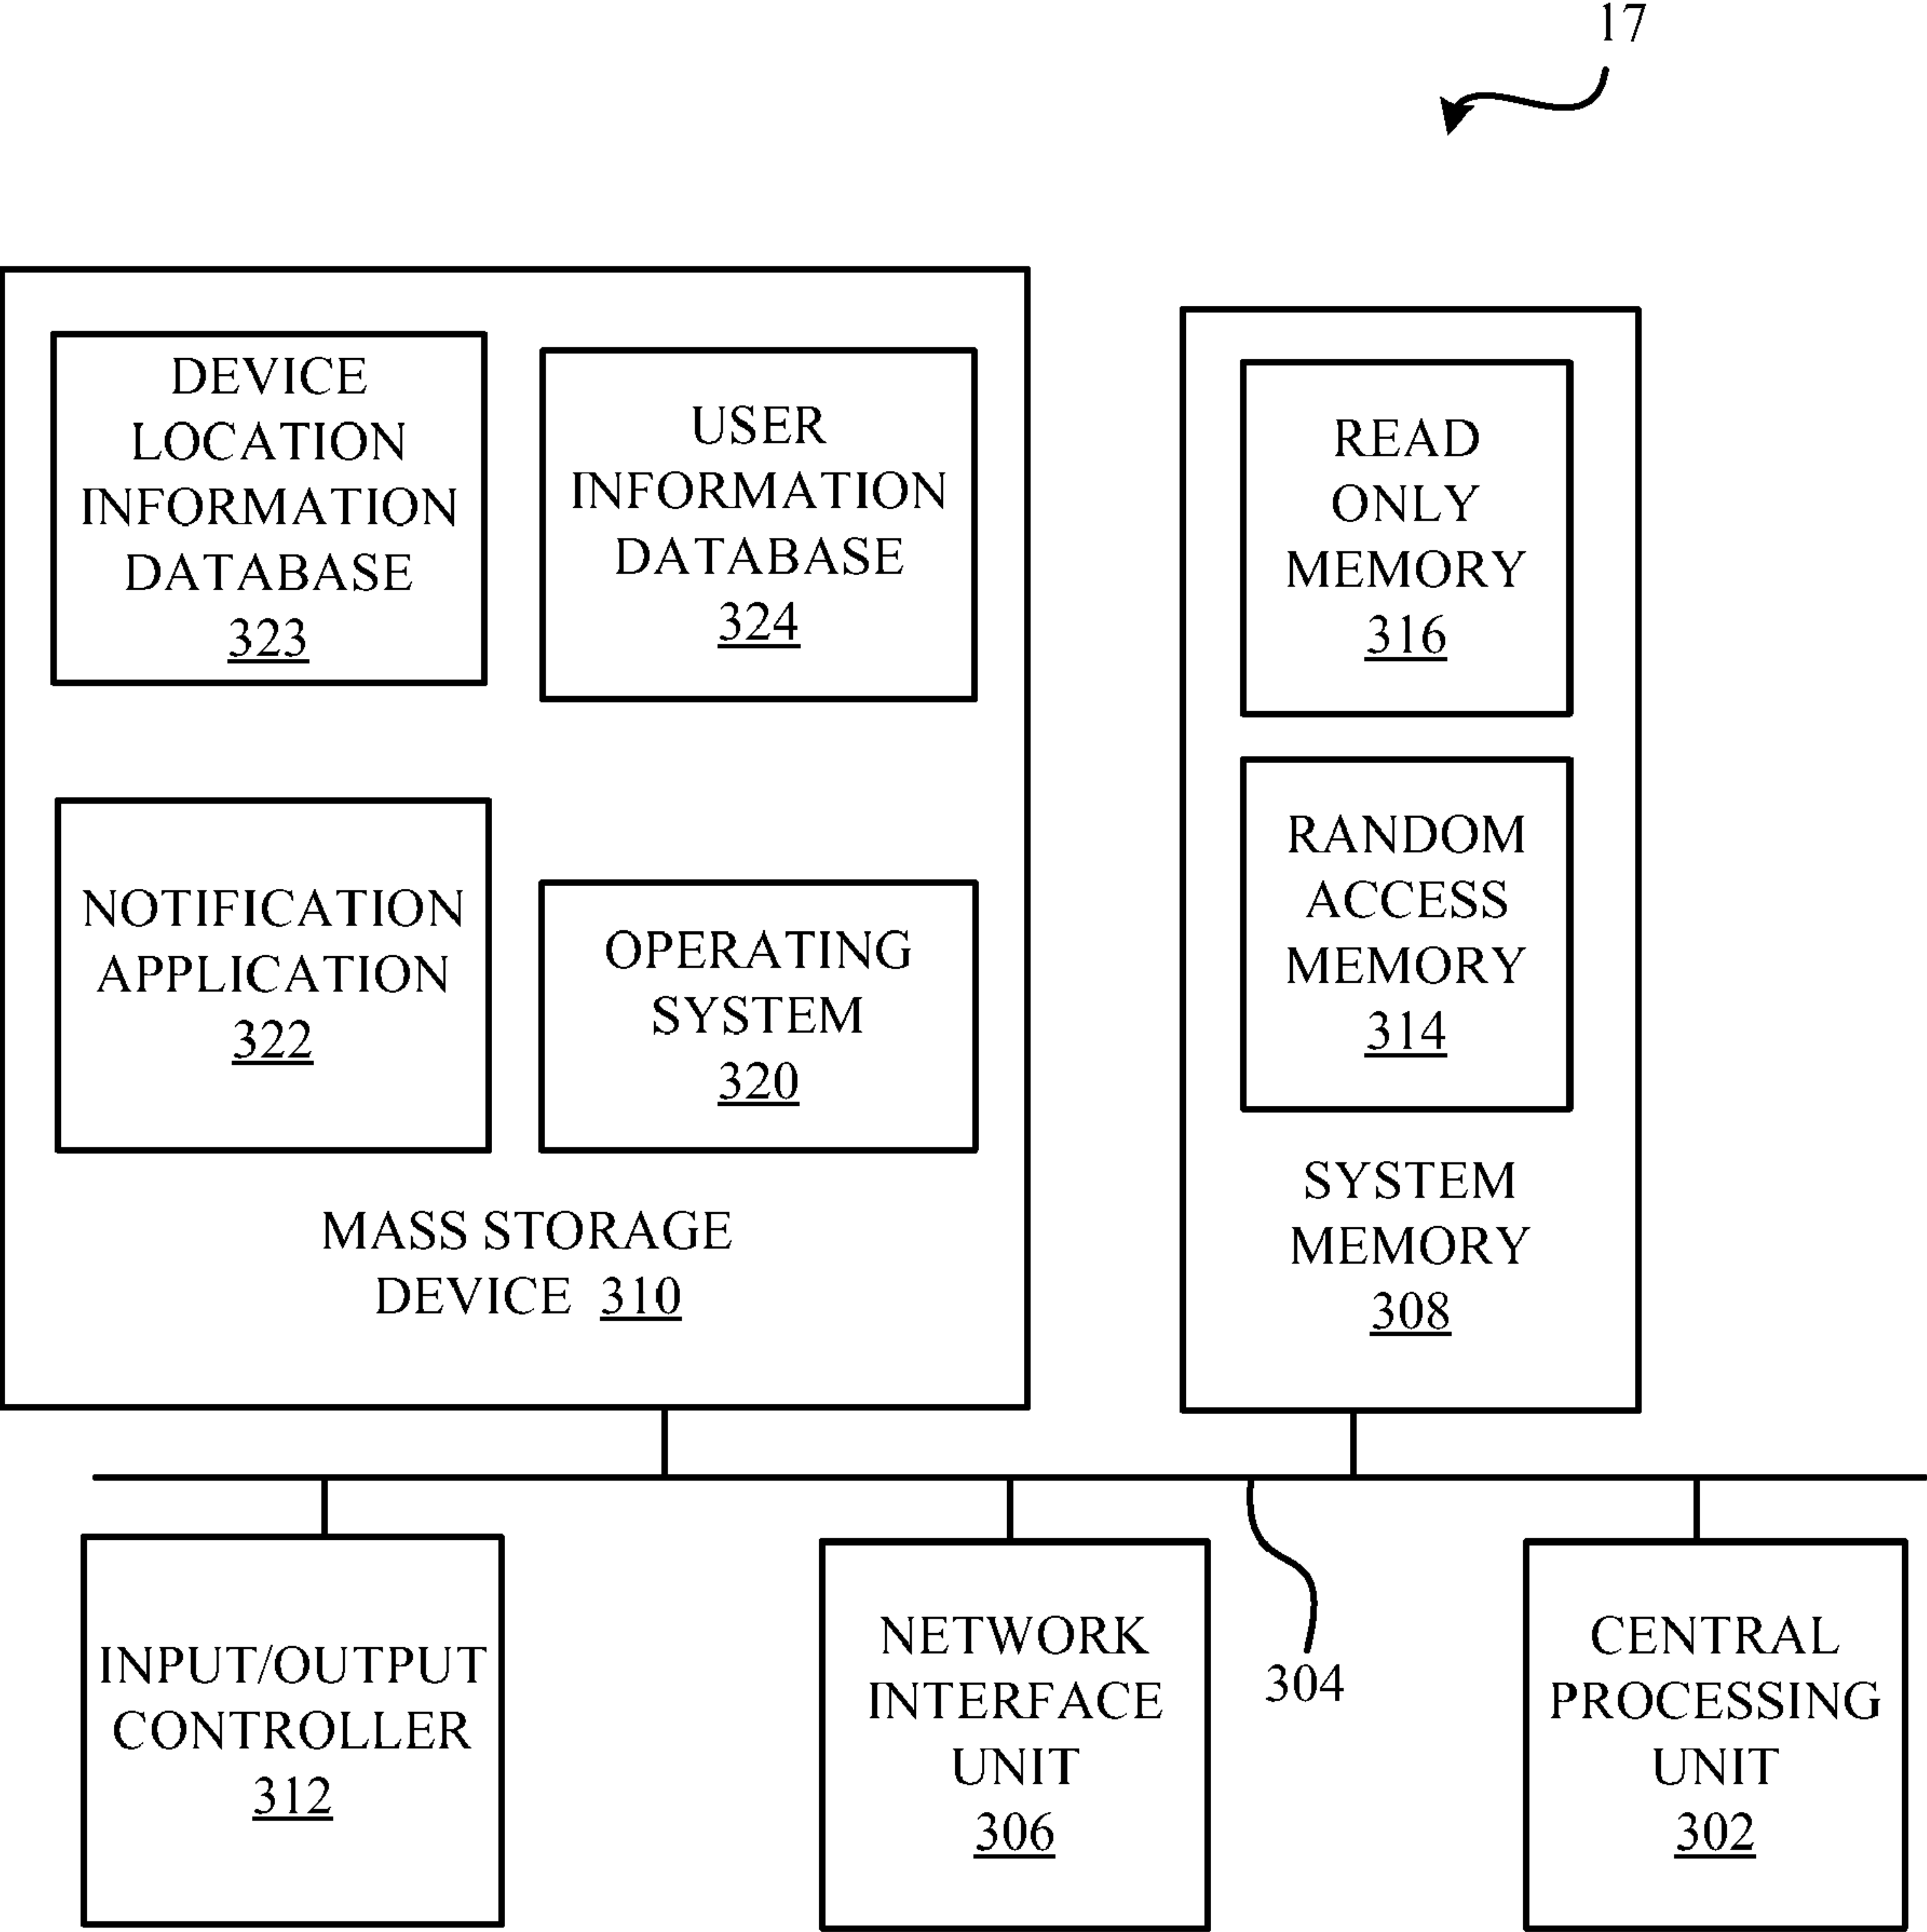 17
DEVICE
LOCATION
INFORMATION
DATABASE
323
USER
INFORMATION
DATABASE
324
NOTIFICATION
APPLICATION
322
OPERATING
SYSTEM
320
MASS STORAGE
DEVICE 310
READ
ONLY
MEMORY
316
RANDOM
ACCESS
MEMORY
314
SYSTEM
MEMORY
308
INPUT/OUTPUT
CONTROLLER
312
NETWORK
INTERFACE
UNIT
306
304
CENTRAL
PROCESSING
UNIT
302